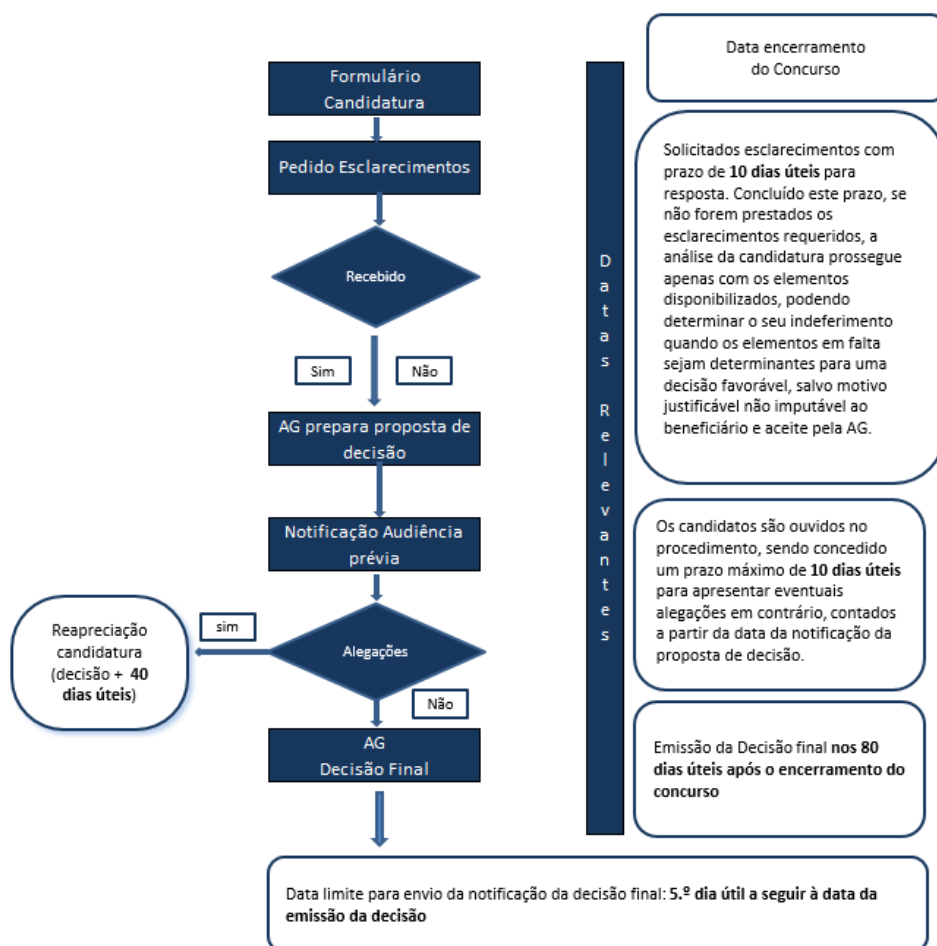 Formulário
Candidatura
Pedido Esclarecimentos
Recebido
Sim
Não
AG prepara proposta de
decisão
Notificação Audiência
prévia
Alegações
sim
Reapreciação
candidatura
(decisão + 40
dias úteis)
Não
AG
Decisão Final
Datas Relevantes
Data encerramento
do Concurso
Solicitados esclarecimentos com
prazo de 10 dias úteis para
resposta. Concluído este prazo, se
não forem prestados os
esclarecimentos requeridos, a
análise da candidatura prossegue
apenas com os elementos
disponibilizados, podendo
determinar o seu indeferimento
quando os elementos em falta
sejam determinantes para uma
decisão favorável, salvo motivo
justificável não imputável ao
beneficiário e aceite pela AG.
Os candidatos são ouvidos no
procedimento, sendo concedido
um prazo máximo de 10 dias úteis
para apresentar eventuais
alegações em contrário, contados
a partir da data da notificação da
proposta de decisão.
Emissão da Decisão final nos 80
dias úteis após o encerramento do
concurso
Data limite para envio da notificação da decisão final: 5.º dia útil a seguir à data da
emissão da decisão